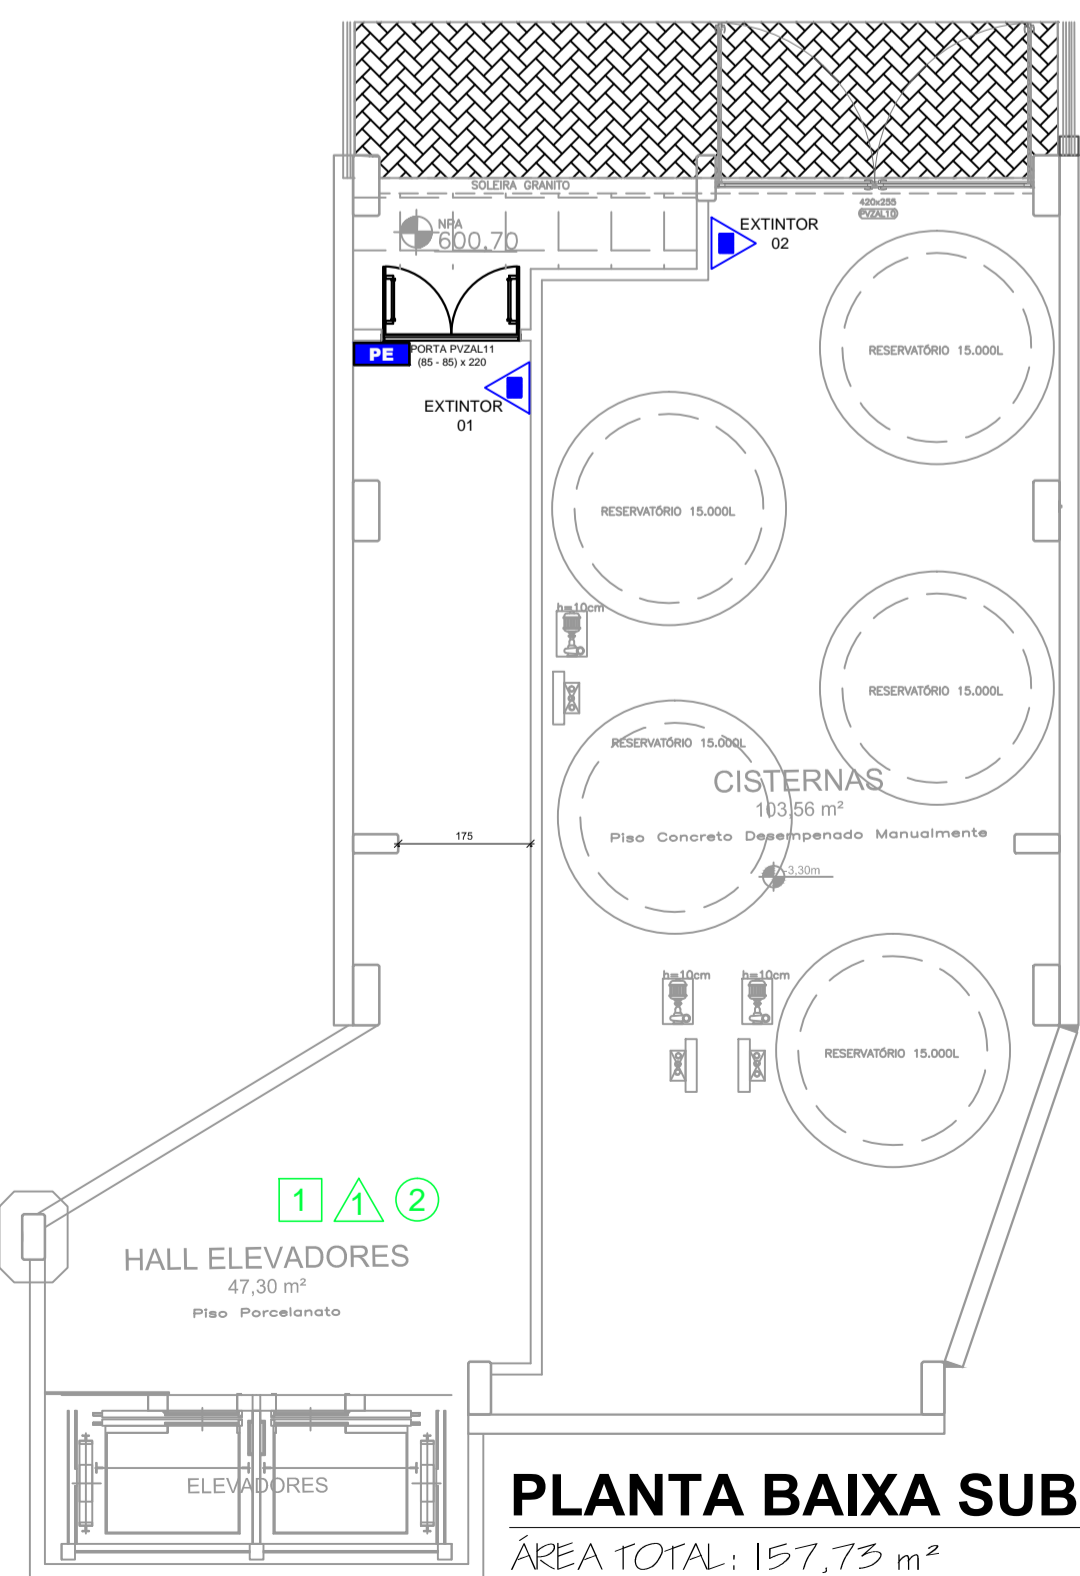 SOLEIRA GRANITO
420x255
PVZAL10
NPA
600.70
EXTINTOR
02
PE
PORTA PVZAL11
(85 - 85) x 220
EXTINTOR
01
RESERVATÓRIO 15.000L
RESERVATÓRIO 15.000L
h=10cm
RESERVATÓRIO 15.000L
RESERVATÓRIO 15.000L
CISTERNAS
103,56 m²
Piso Concreto Desempenado Manualmente
175
-3,30m
h=10cm
h=10cm
RESERVATÓRIO 15.000L
1 1 2
HALL ELEVADORES
47,30 m²
Piso Porcelanato
ELEVADORES
PLANTA BAIXA SUB
ÁREA TOTAL: 157,73 m²